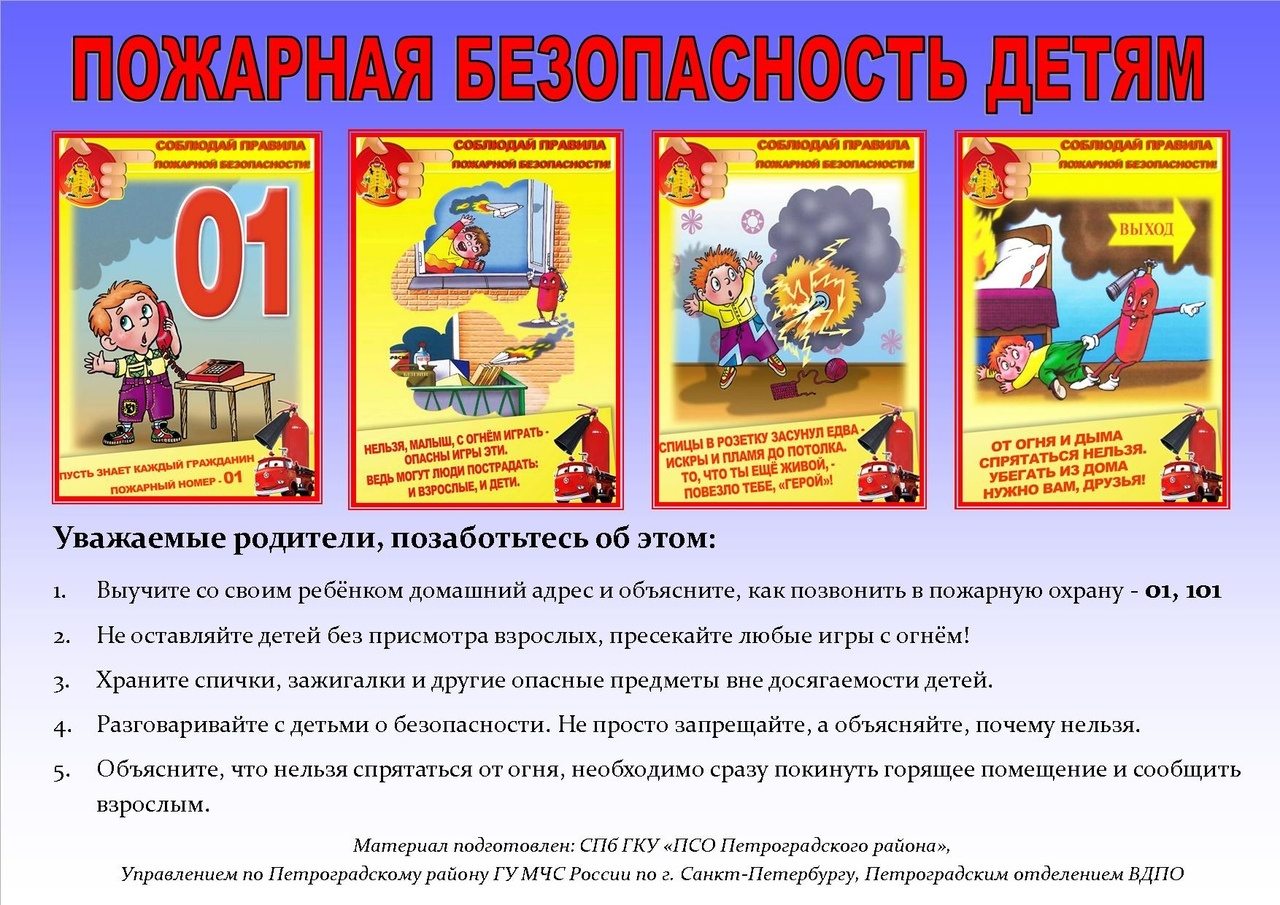 ПОЖАРНАЯ БЕЗОПАСНОСТЬ ДЕТЯМ
СОБЛЮДАЙ ПРАВИЛА
ПОЖАРНОЙ БЕЗОПАСНОСТИ!
01
ПУСТЬ ЗНАЕТ КАЖДЫЙ ГРАЖДАНИН
ПОЖАРНЫЙ НОМЕР - 01
СОБЛЮДАЙ ПРАВИЛА
ПОЖАРНОЙ БЕЗОПАСНОСТИ!
НЕЛЬЗЯ, МАЛЫШ, С ОГНЁМ ИГРАТЬ -
ОПАСНЫ ИГРЫ ЭТИ.
ВЕДЬ МОГУТ ЛЮДИ ПОСТРАДАТЬ:
И ВЗРОСЛЫЕ, И ДЕТИ.
СОБЛЮДАЙ ПРАВИЛА
ПОЖАРНОЙ БЕЗОПАСНОСТИ!
СПИЦЫ В РОЗЕТКУ ЗАСУНУЛ ЕДВА -
ИСКРЫ И ПЛАМЯ ДО ПОТОЛКА.
ТО, ЧТО ТЫ ЕЩЁ ЖИВОЙ, -
ПОВЕЗЛО ТЕБЕ, «ГЕРОЙ»!
СОБЛЮДАЙ ПРАВИЛА
ПОЖАРНОЙ БЕЗОПАСНОСТИ!
ВЫХОД
ОТ ОГНЯ И ДЫМА
СПРЯТАТЬСЯ НЕЛЬЗЯ.
УБЕГАТЬ ИЗ ДОМА
НУЖНО ВАМ, ДРУЗЬЯ!
Уважаемые родители, позаботьтесь об этом:
1. Выучите со своим ребёнком домашний адрес и объясните, как позвонить в пожарную охрану - 01, 101
2. Не оставляйте детей без присмотра взрослых, пресекайте любые игры с огнём!
3. Храните спички, зажигалки и другие опасные предметы вне досягаемости детей.
4. Разговаривайте с детьми о безопасности. Не просто запрещайте, а объясняйте, почему нельзя.
5. Объясните, что нельзя спрятаться от огня, необходимо сразу покинуть горящее помещение и сообщить
взрослым.
Материал подготовлен: СПб ГКУ «ПСО Петроградского района»,
Управлением по Петроградскому району ГУ МЧС России по г. Санкт-Петербургу, Петроградским отделением ВДПО